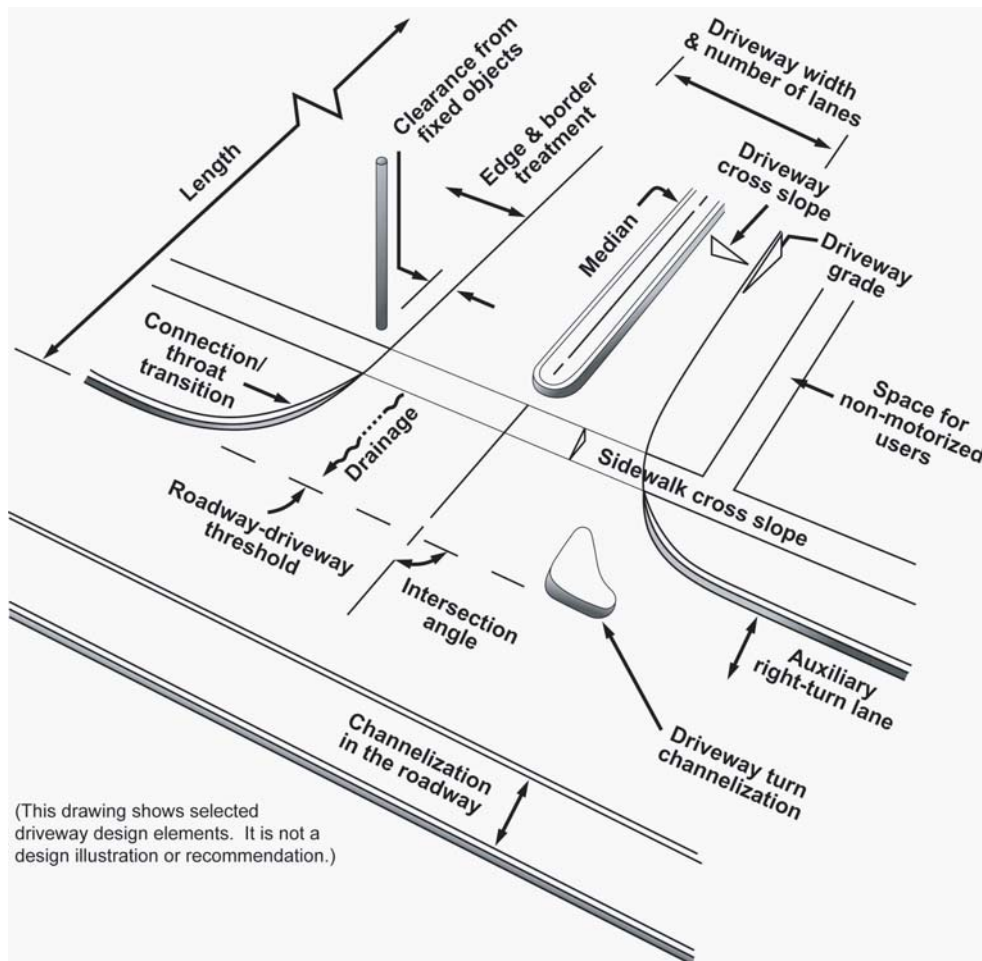 Driveway width
& number of lanes
Clearance from
fixed objects
Edge & border
treatment
Length
Driveway
cross slope
Median
Driveway
grade
Connection/
throat
transition
Space for
non-motorized
users
Drainage
Sidewalk cross slope
Roadway-driveway
threshold
Intersection
angle
Auxiliary
right-turn lane
Channelization
in the roadway
Driveway turn
channelization
(This drawing shows selected
driveway design elements. It is not a
design illustration or recommendation.)